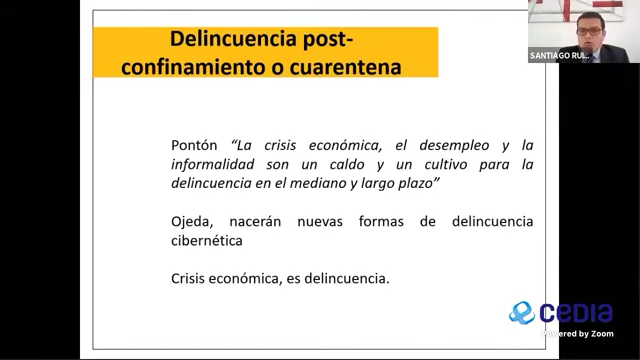 Delincuencia post-
confinamiento o cuarentena
SANTIAGO RUI...
Pontón “La crisis económica, el desempleo y la
informalidad son un caldo y un cultivo para la
delincuencia en el mediano y largo plazo”
Ojeda, nacerán nuevas formas de delincuencia
cibernética
Crisis económica, es delincuencia.
CEDIA
Powered by Zoom